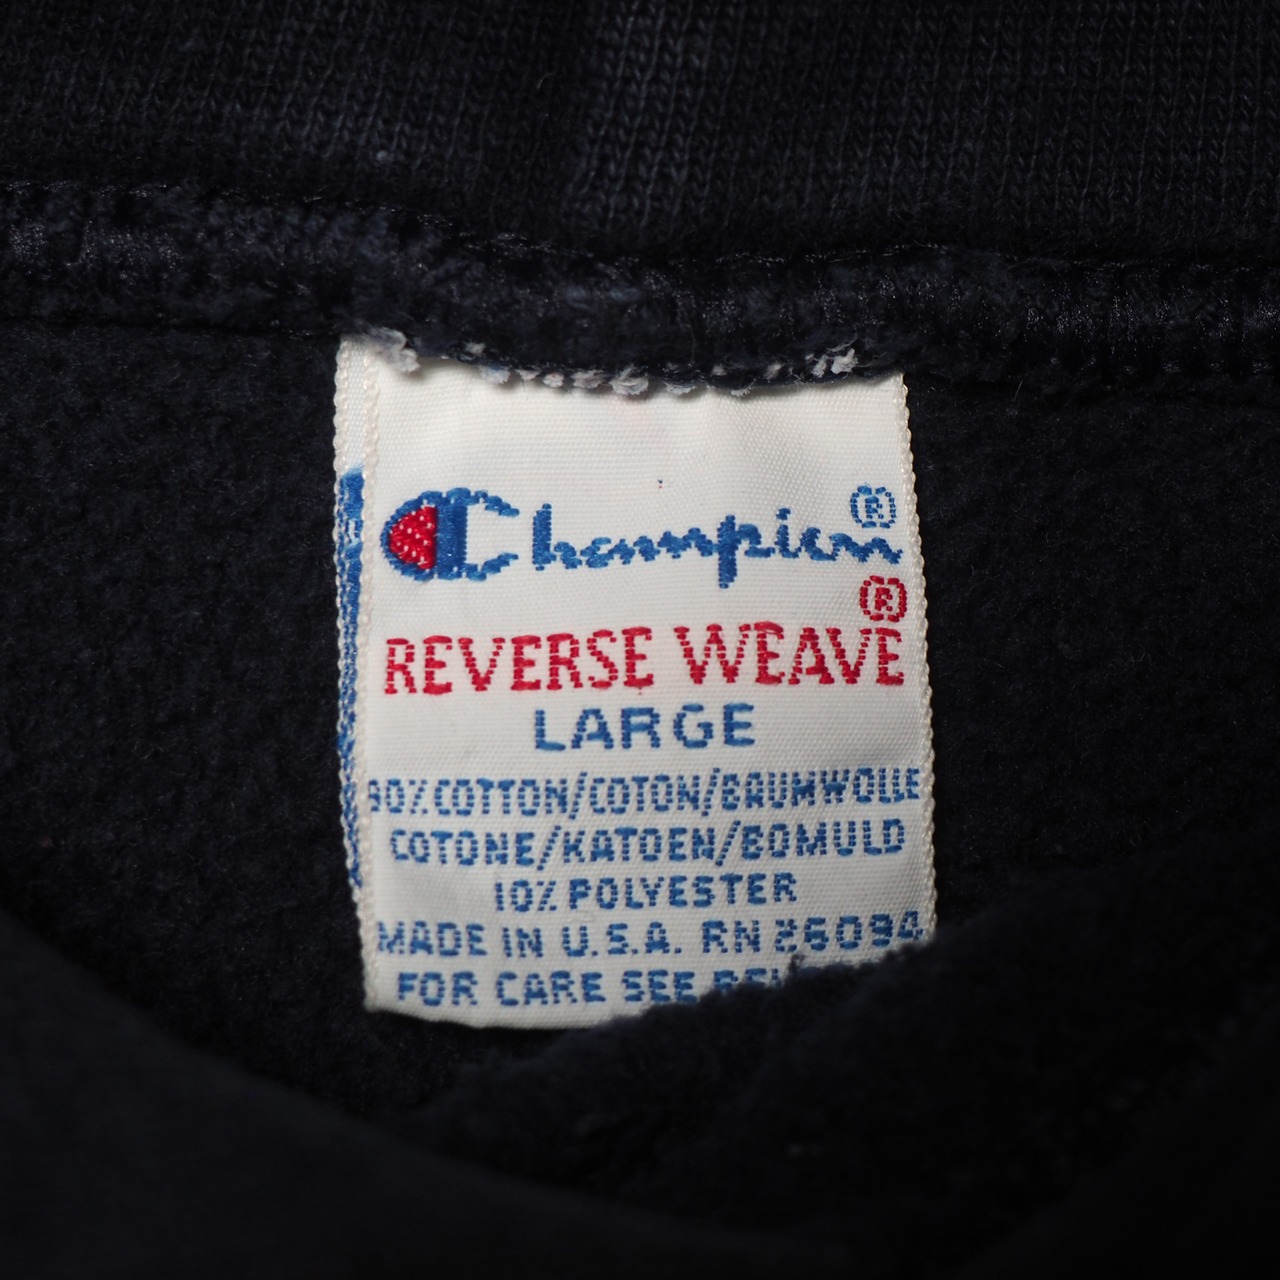 Champion®
REVERSE WEAVE®
LARGE
90% COTTON/COTON/BAUMWOLLE
COTONE/KATOEN/BOMULD
10% POLYESTER
MADE IN U.S.A. RN 26094
FOR CARE SEE